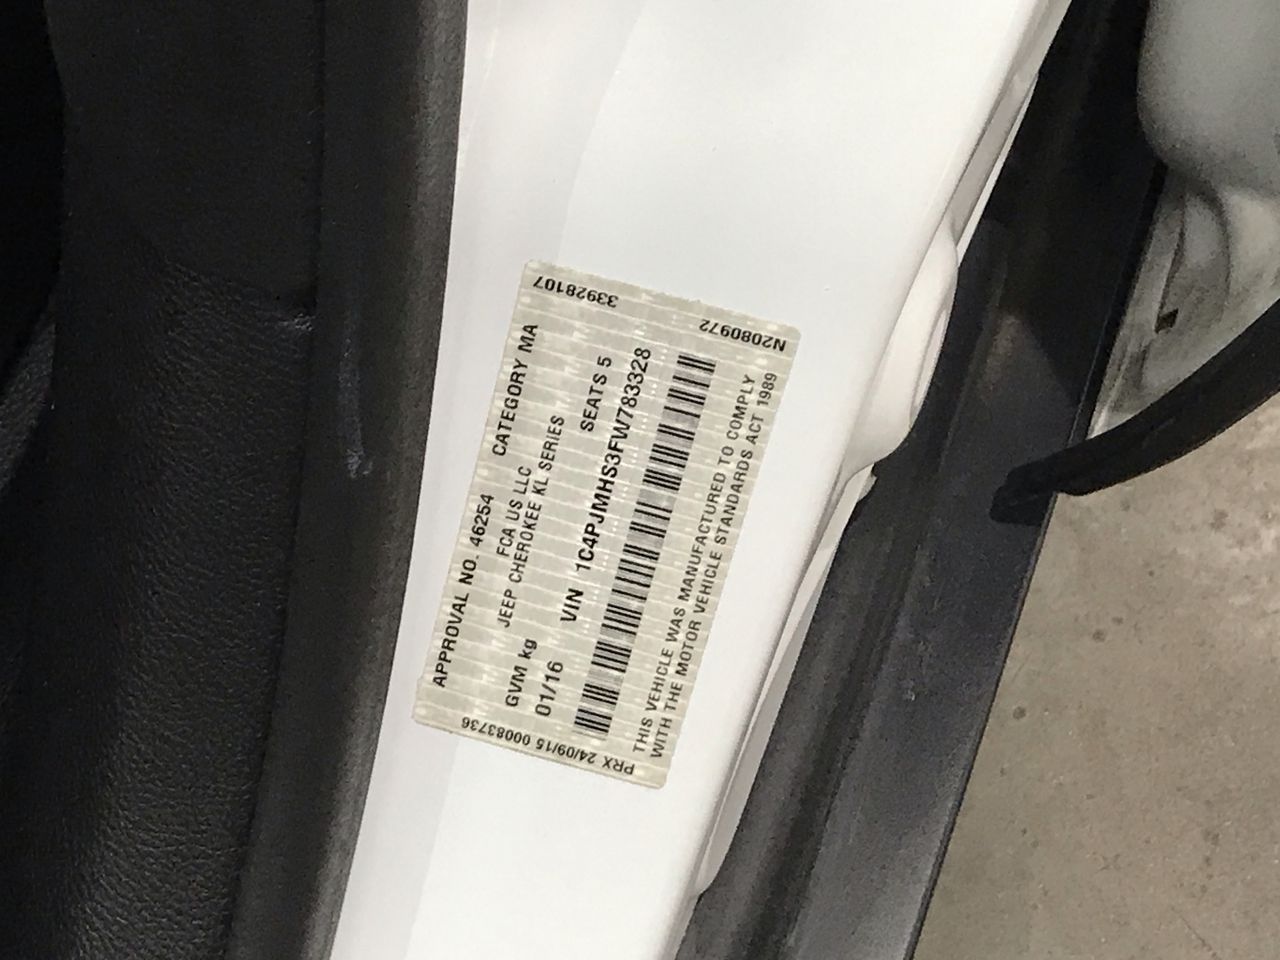 APPROVAL NO. 46254 CATEGORY MA
FCA US LLC
JEEP CHEROKEE KL SERIES
GVM kg SEATS 5
01/16
VIN 1C4PJMHS3FW783328
THIS VEHICLE WAS MANUFACTURED TO COMPLY
WITH THE MOTOR VEHICLE STANDARDS ACT 1989
PRX 24/09/15 00083736
33928107
N2080972